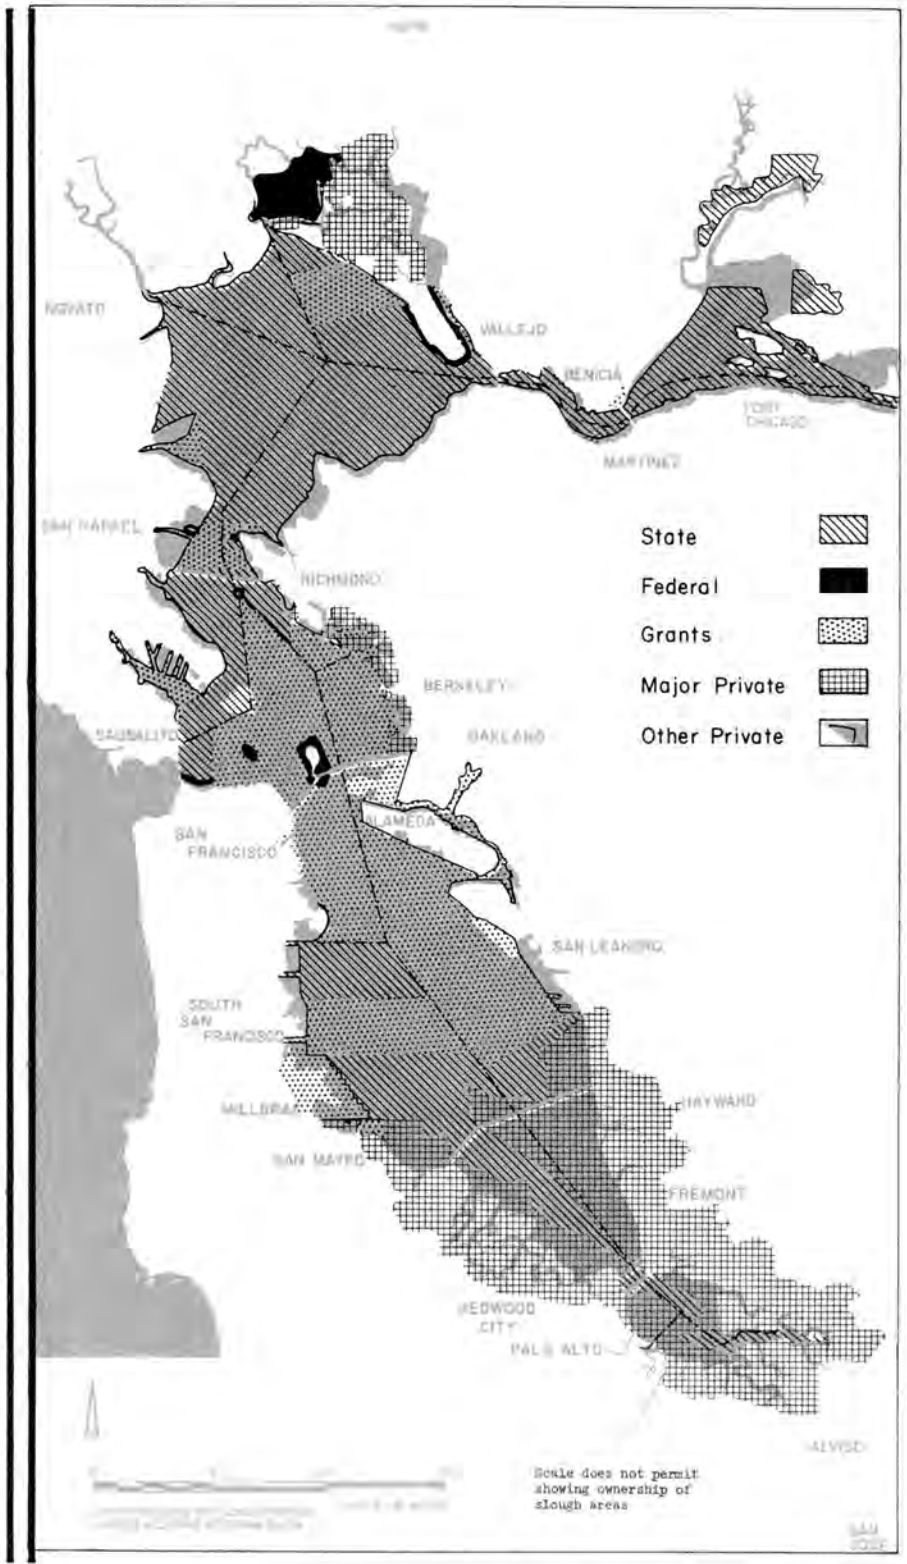 NOVATO
VALLEJO
BENICIA
PORT
CHICAGO
MARTINEZ
SAN RAFAEL
State
Federal
RICHMOND
Grants
Major Private
BERKELEY
SAUSALITO
OAKLAND
Other Private
ALAMEDA
SAN
FRANCISCO
SAN LEANDRO
SOUTH
SAN
FRANCISCO
MILLBRAE
HAYWARD
SAN MATEO
FREMONT
REDWOOD
CITY
PALO ALTO
ALVISO
Scale does not permit
showing ownership of
slough areas
SAN
JOSE